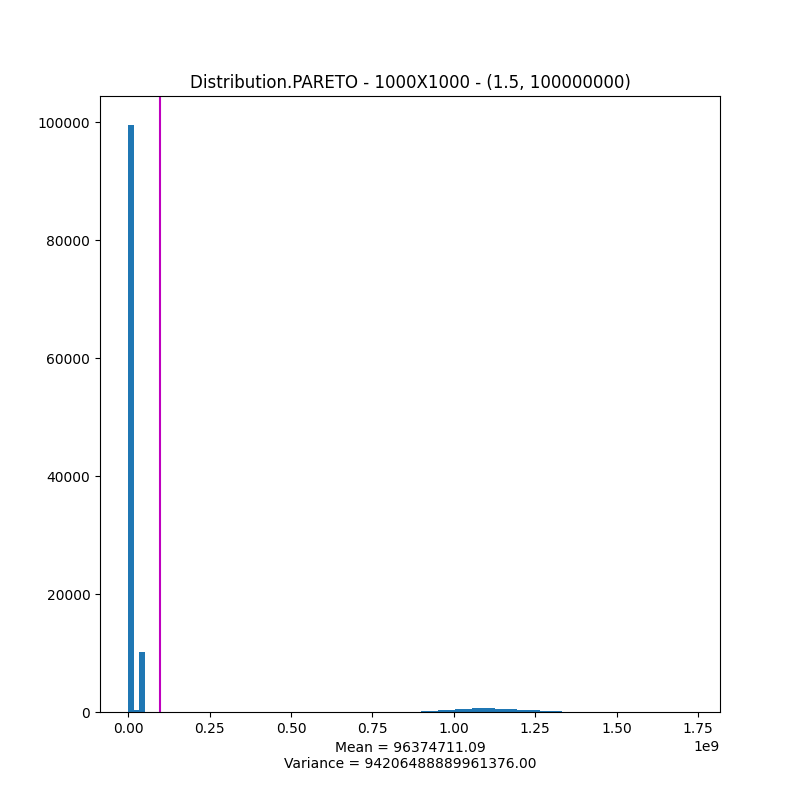 Distribution.PARETO - 1000X1000 - (1.5, 100000000)
100000
80000
60000
40000
20000
0
0.00 0.25 0.50 0.75 1.00 1.25 1.50 1.75
1e9
Mean = 96374711.09
Variance = 94206488889961376.00